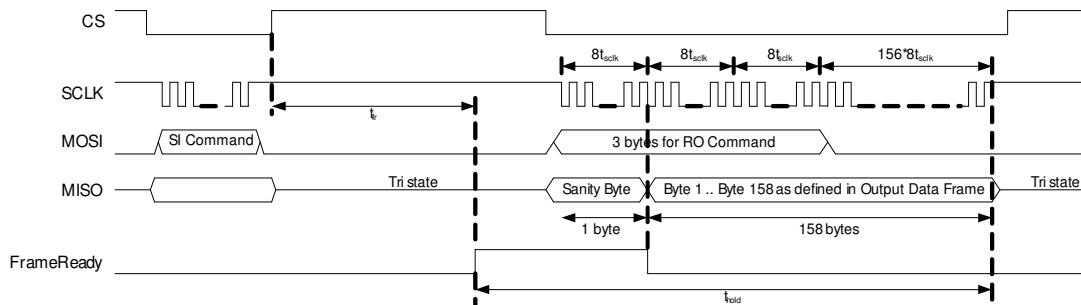 CS
8t_sclk 8t_sclk 8t_sclk 156*8t_sclk
SCLK
MOSI SI Command 3 bytes for RO Command
MISO Tri state Sanity Byte Byte 1 .. Byte 158 as defined in Output Data Frame Tri state
1 byte 158 bytes
FrameReady
t_hold